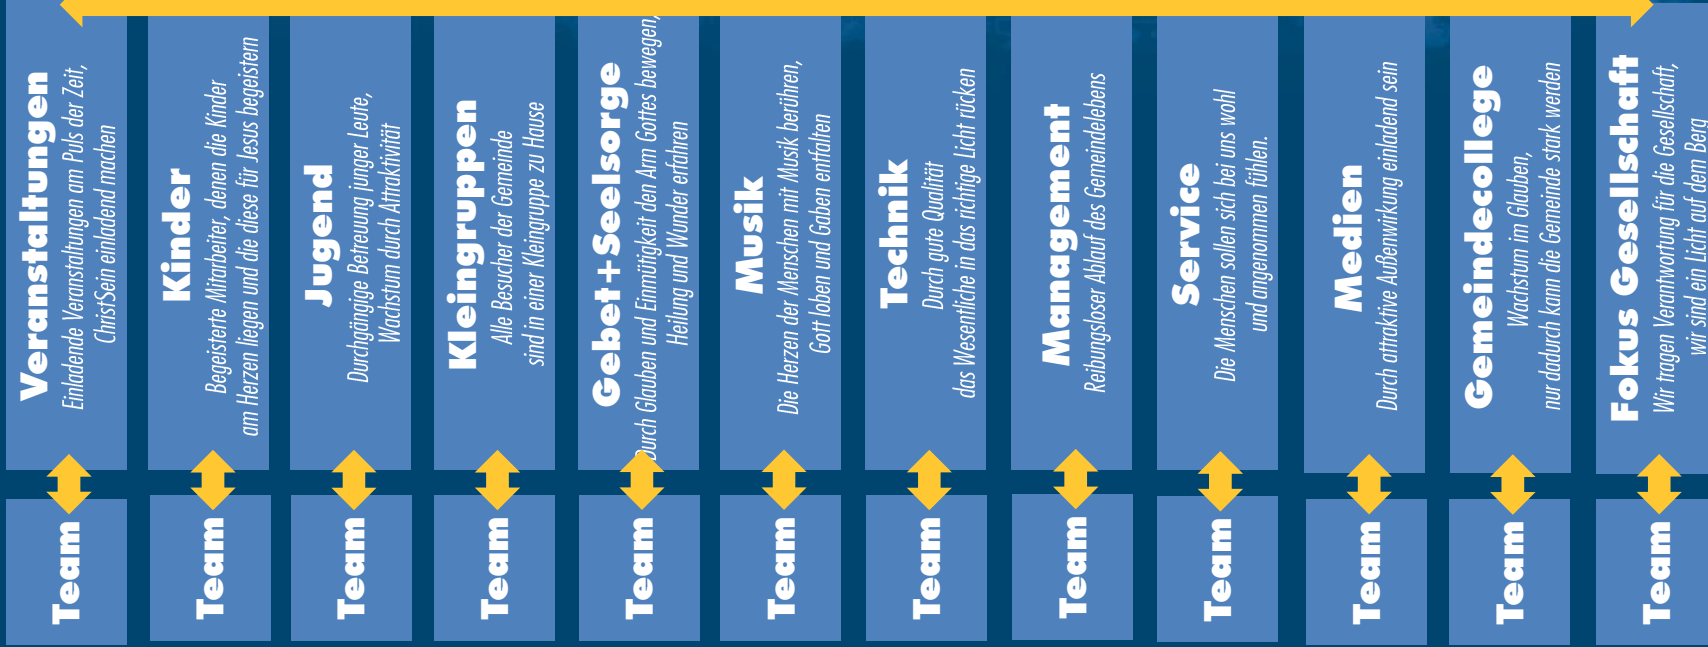 Veranstaltungen
Einladende Veranstaltungen am Puls der Zeit,
ChristSein einladend machen
Team
Kinder
Begeisterte Mitarbeiter, denen die Kinder
am Herzen liegen und die diese für Jesus begeistern
Team
Jugend
Durchgängige Betreuung junger Leute,
Wachstum durch Attraktivität
Team
Kleingruppen
Alle Besucher der Gemeinde
sind in einer Kleingruppe zu Hause
Team
Gebet+Seelsorge
Durch Glauben und Einmütigkeit den Arm Gottes bewegen,
Heilung und Wunder erfahren
Team
Musik
Die Herzen der Menschen mit Musik berühren,
Gott loben und Gaben entfalten
Team
Technik
Durch gute Qualität
das Wesentliche in das richtige Licht rücken
Team
Management
Reibungsloser Ablauf des Gemeindelebens
Team
Service
Die Menschen sollen sich bei uns wohl
und angenommen fühlen.
Team
Medien
Durch attraktive Außenwirkung einladend sein
Team
Gemeindecollege
Wachstum im Glauben,
nur dadurch kann die Gemeinde stark werden
Team
Fokus Gesellschaft
Wir tragen Verantwortung für die Gesellschaft,
wir sind ein Licht auf dem Berg
Team